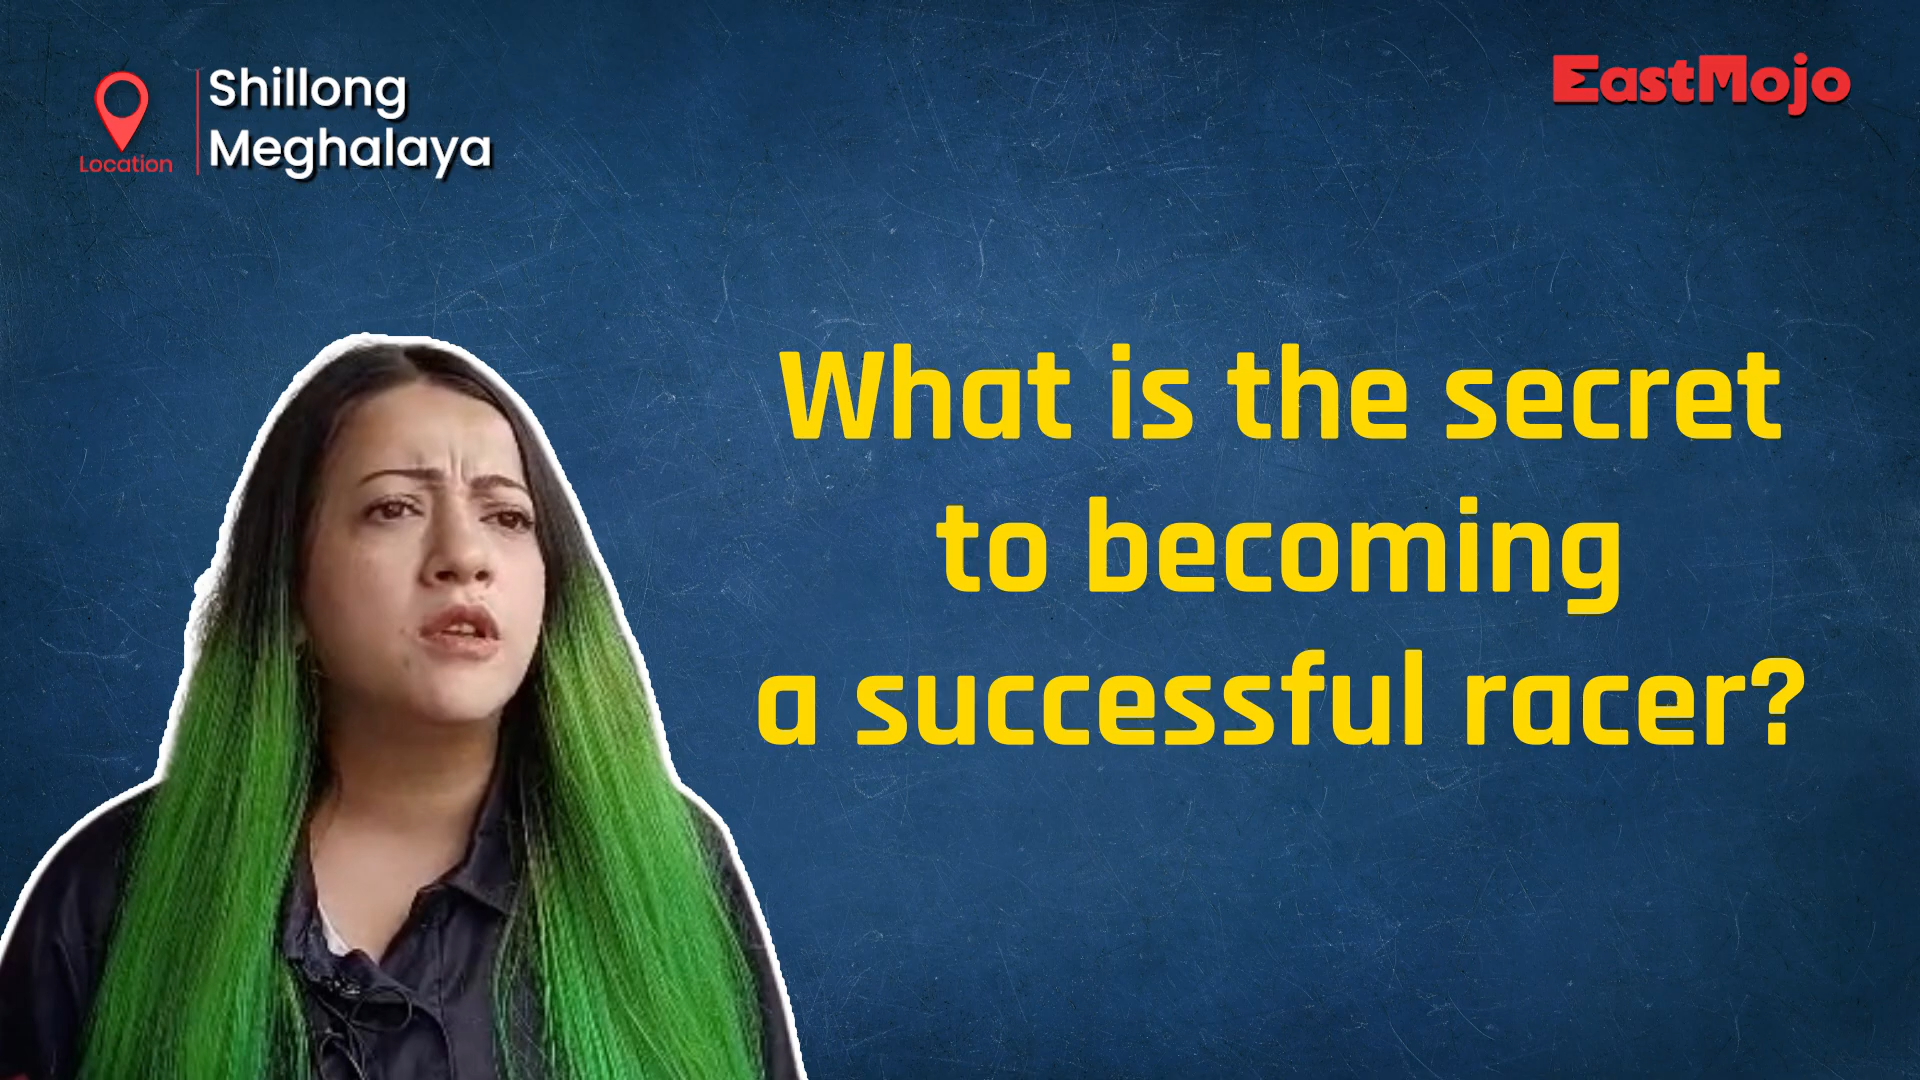 Shillong
Meghalaya
Location
EastMojo
What is the secret
to becoming
a successful racer?